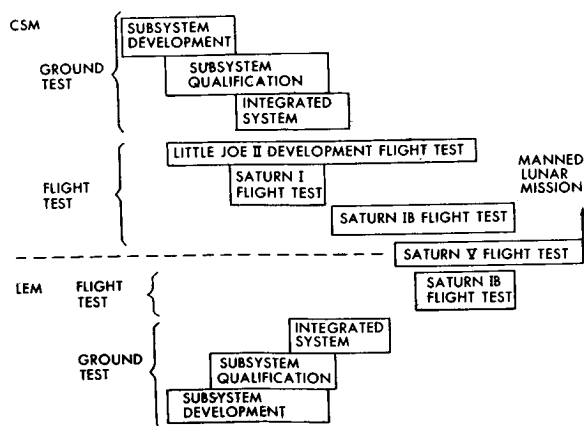 CSM
SUBSYSTEM
DEVELOPMENT
GROUND
TEST
SUBSYSTEM
QUALIFICATION
INTEGRATED
SYSTEM
LITTLE JOE II DEVELOPMENT FLIGHT TEST
MANNED
LUNAR
MISSION
FLIGHT
TEST
SATURN I
FLIGHT TEST
SATURN IB FLIGHT TEST
SATURN V FLIGHT TEST
LEM
FLIGHT
TEST
SATURN IB
FLIGHT TEST
GROUND
TEST
INTEGRATED
SYSTEM
SUBSYSTEM
QUALIFICATION
SUBSYSTEM
DEVELOPMENT